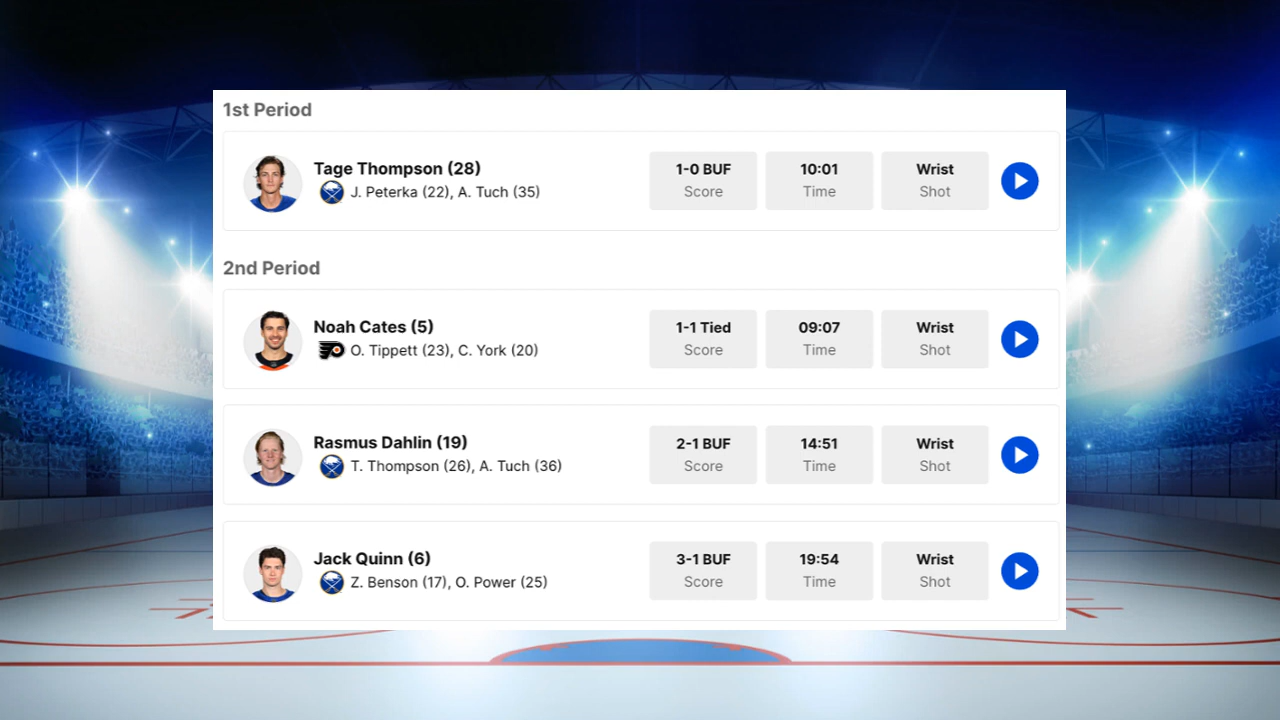 1st Period
Tage Thompson (28)
J. Peterka (22), A. Tuch (35)
1-0 BUF
Score
10:01
Time
Wrist
Shot
2nd Period
Noah Cates (5)
O. Tippett (23), C. York (20)
1-1 Tied
Score
09:07
Time
Wrist
Shot
Rasmus Dahlin (19)
T. Thompson (26), A. Tuch (36)
2-1 BUF
Score
14:51
Time
Wrist
Shot
Jack Quinn (6)
Z. Benson (17), O. Power (25)
3-1 BUF
Score
19:54
Time
Wrist
Shot